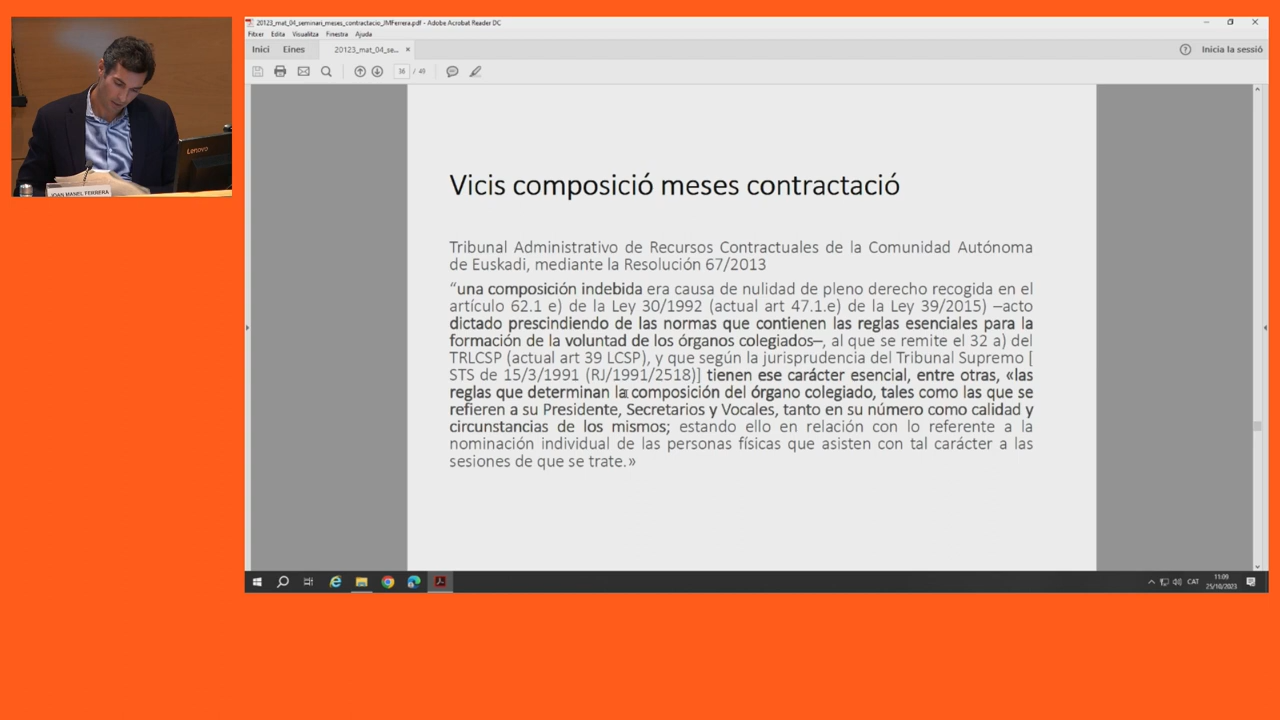 20123_mat_04_seminari_meses_contractacio_JMFerrera.pdf - Adobe Acrobat Reader DC
Fitxer Edita Visualitza Finestra Ajuda
Inici Eines 20123_mat_04_se... × Inicia la sessió
36 / 49
Lenovo
JOAN MANEL FERRERA
Vicis composició meses contractació
Tribunal Administrativo de Recursos Contractuales de la Comunidad Autónoma
de Euskadi, mediante la Resolución 67/2013
“una composición indebida era causa de nulidad de pleno derecho recogida en el
artículo 62.1 e) de la Ley 30/1992 (actual art 47.1.e) de la Ley 39/2015) –acto
dictado prescindiendo de las normas que contienen las reglas esenciales para la
formación de la voluntad de los órganos colegiados–, al que se remite el 32 a) del
TRLCSP (actual art 39 LCSP), y que según la jurisprudencia del Tribunal Supremo [
STS de 15/3/1991 (RJ/1991/2518)] tienen ese carácter esencial, entre otras, «las
reglas que determinan la composición del órgano colegiado, tales como las que se
refieren a su Presidente, Secretarios y Vocales, tanto en su número como calidad y
circunstancias de los mismos; estando ello en relación con lo referente a la
nominación individual de las personas físicas que asisten con tal carácter a las
sesiones de que se trate.»
CAT
11:09
25/10/2023